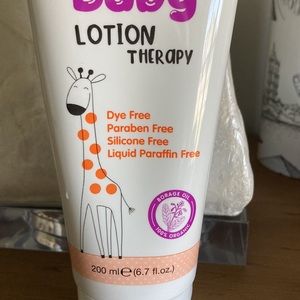 baby
LOTION
THERAPY
Dye Free
Paraben Free
Silicone Free
Liquid Paraffin Free
BORAGE OIL
100% ORGANIC
200 ml ℮ (6.7 fl.oz.)